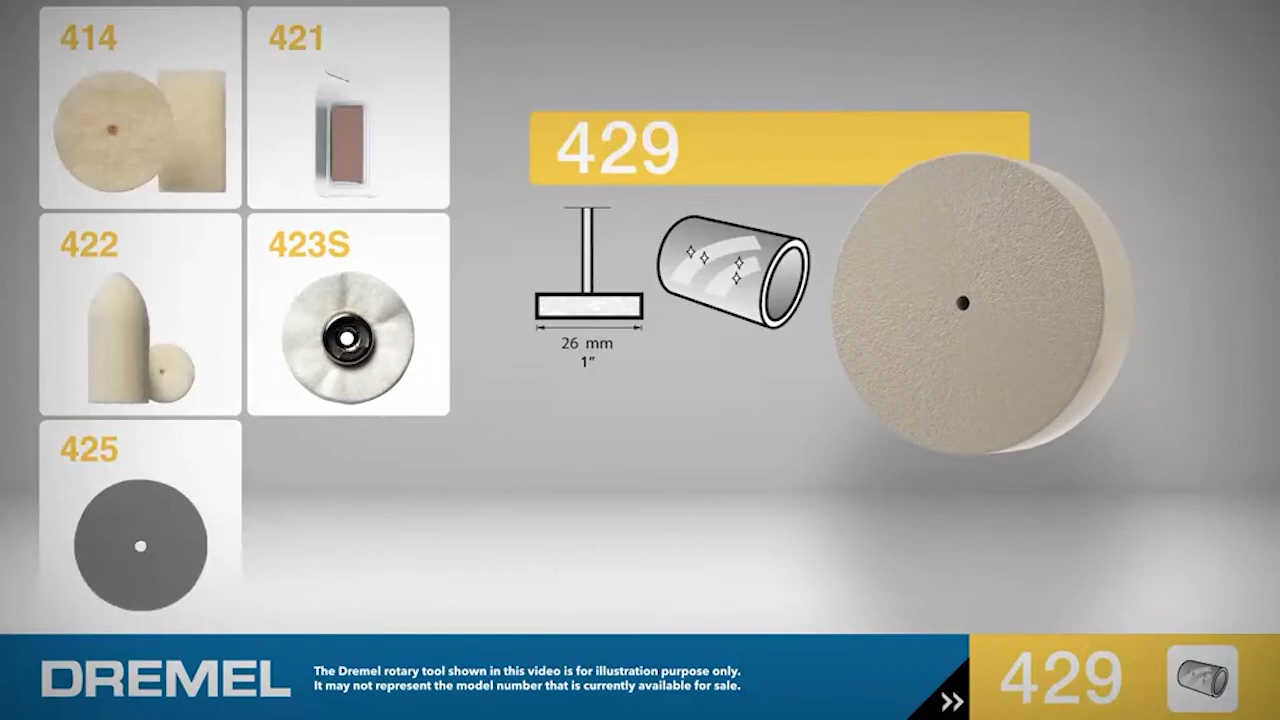 414
421
422
423S
425
429
26 mm
1”
DREMEL
The Dremel rotary tool shown in this video is for illustration purpose only.
It may not represent the model number that is currently available for sale.
429